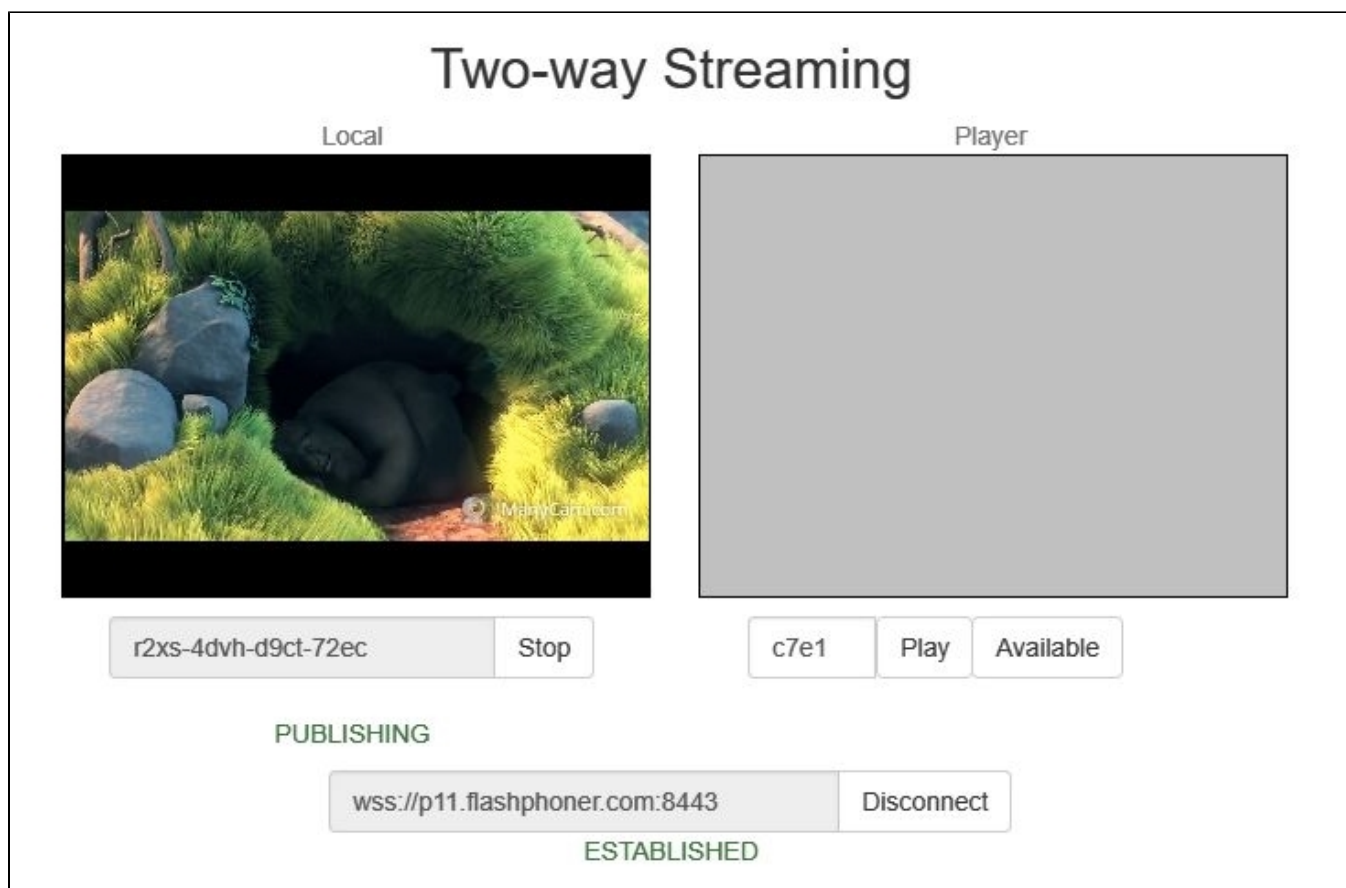 Two-way Streaming
Local
Player
ManyCam.com
r2xs-4dvh-d9ct-72ec
Stop
c7e1
Play
Available
PUBLISHING
wss://p11.flashphoner.com:8443
Disconnect
ESTABLISHED